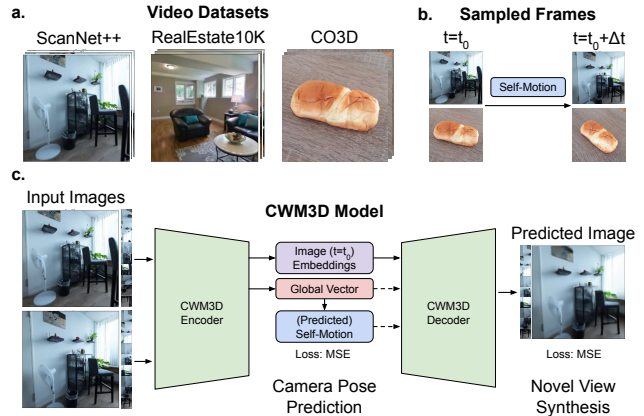 a. Video Datasets
ScanNet++ RealEstate10K CO3D
b. Sampled Frames
t=t₀ t=t₀+Δt
Self-Motion
c.
Input Images
CWM3D Model
CWM3D
Encoder
Image (t=t₀)
Embeddings
Global Vector
(Predicted)
Self-Motion
Loss: MSE
Camera Pose
Prediction
CWM3D
Decoder
Predicted Image
Loss: MSE
Novel View
Synthesis